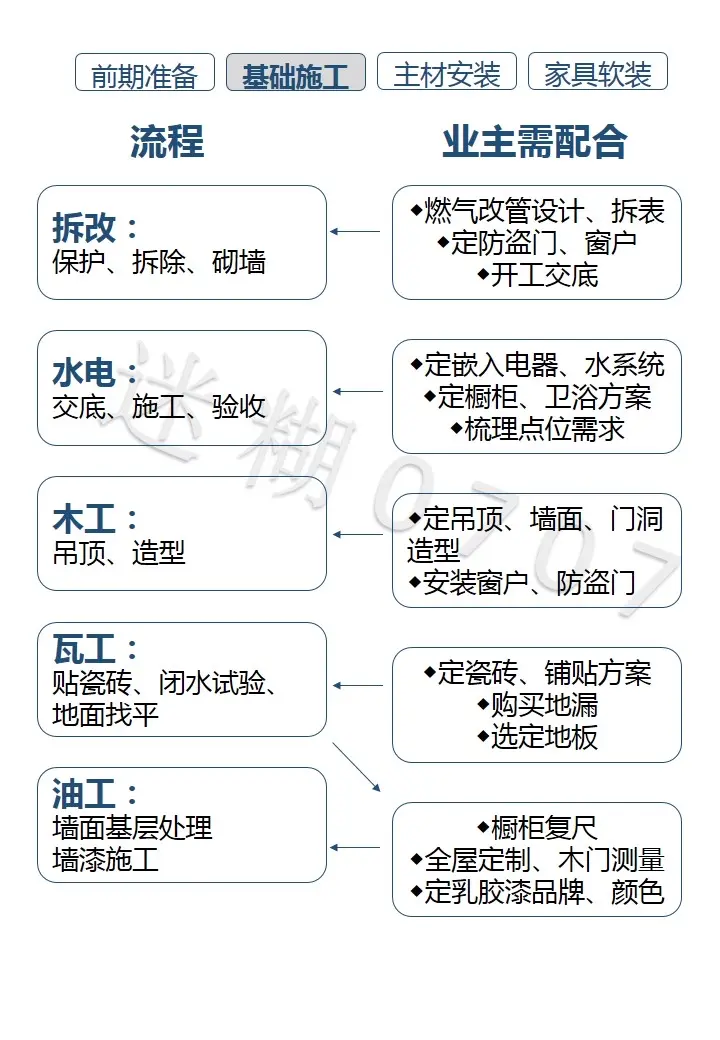 前期准备 基础施工 主材安装 家具软装
流程 业主需配合
拆改：
保护、拆除、砌墙
◆燃气改管设计、拆表
◆定防盗门、窗户
◆开工交底
水电：
交底、施工、验收
◆定嵌入电器、水系统
◆定橱柜、卫浴方案
◆梳理点位需求
木工：
吊顶、造型
◆定吊顶、墙面、门洞
造型
◆安装窗户、防盗门
瓦工：
贴瓷砖、闭水试验、
地面找平
◆定瓷砖、铺贴方案
◆购买地漏
◆选定地板
油工：
墙面基层处理
墙漆施工
◆橱柜复尺
◆全屋定制、木门测量
◆定乳胶漆品牌、颜色
迷糊0707